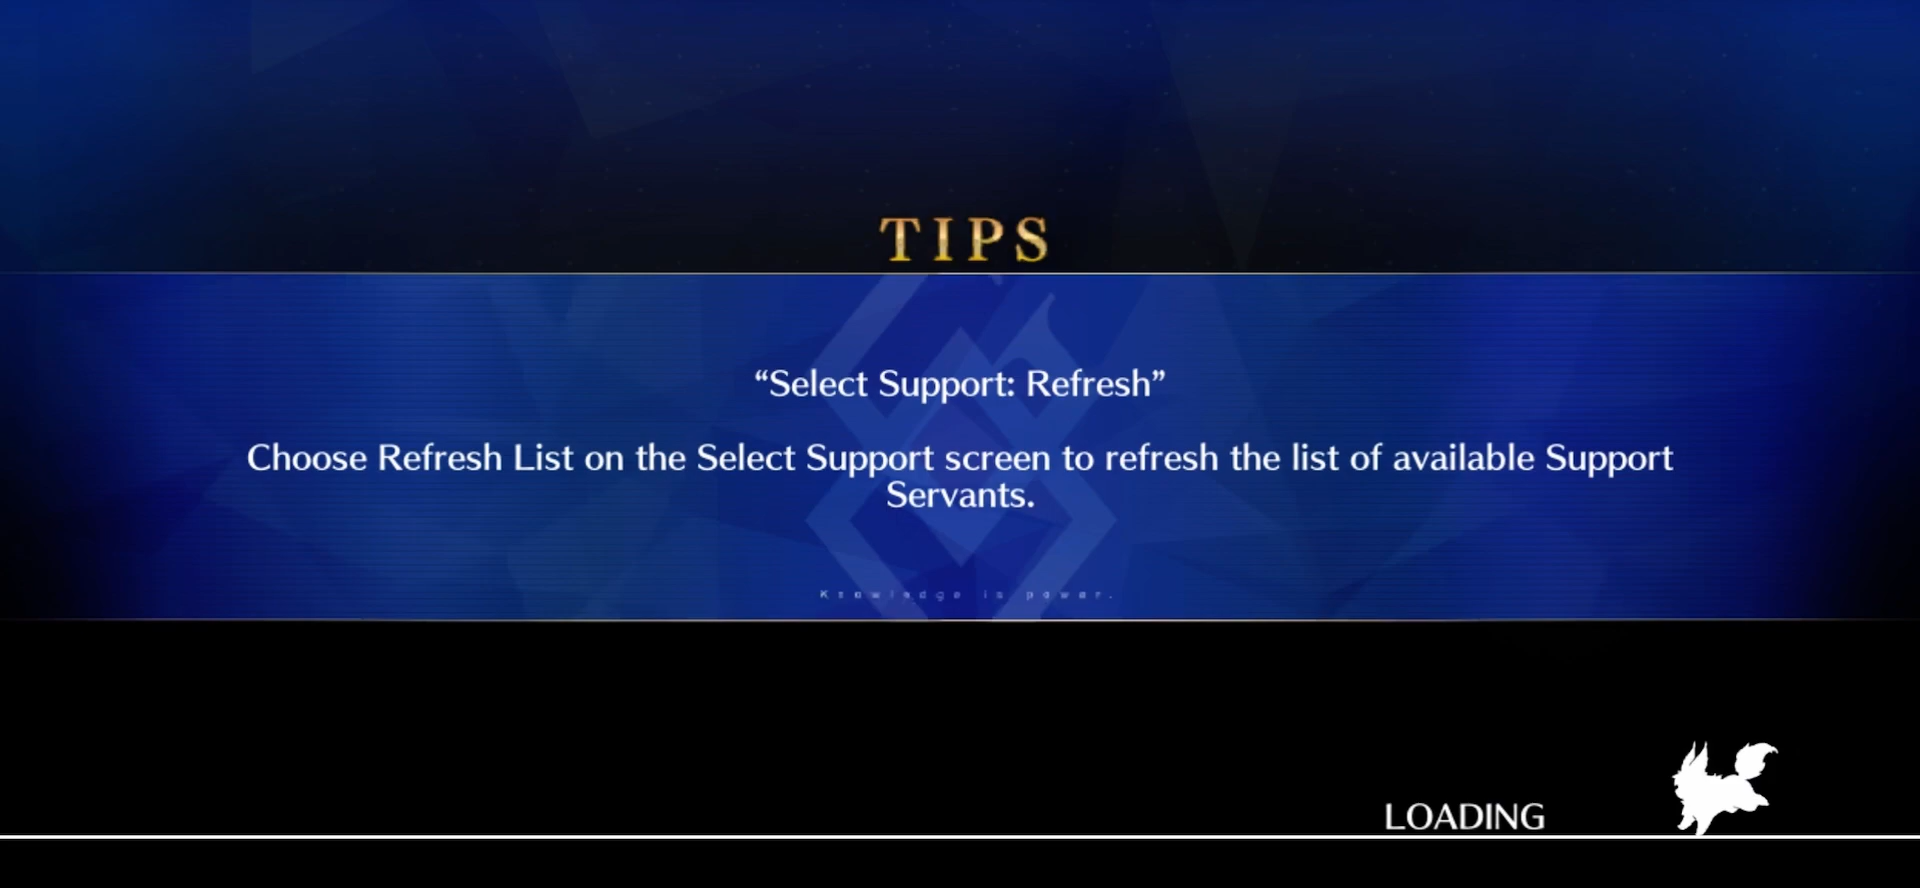 TIPS
“Select Support: Refresh”
Choose Refresh List on the Select Support screen to refresh the list of available Support
Servants.
Knowledge is power.
LOADING